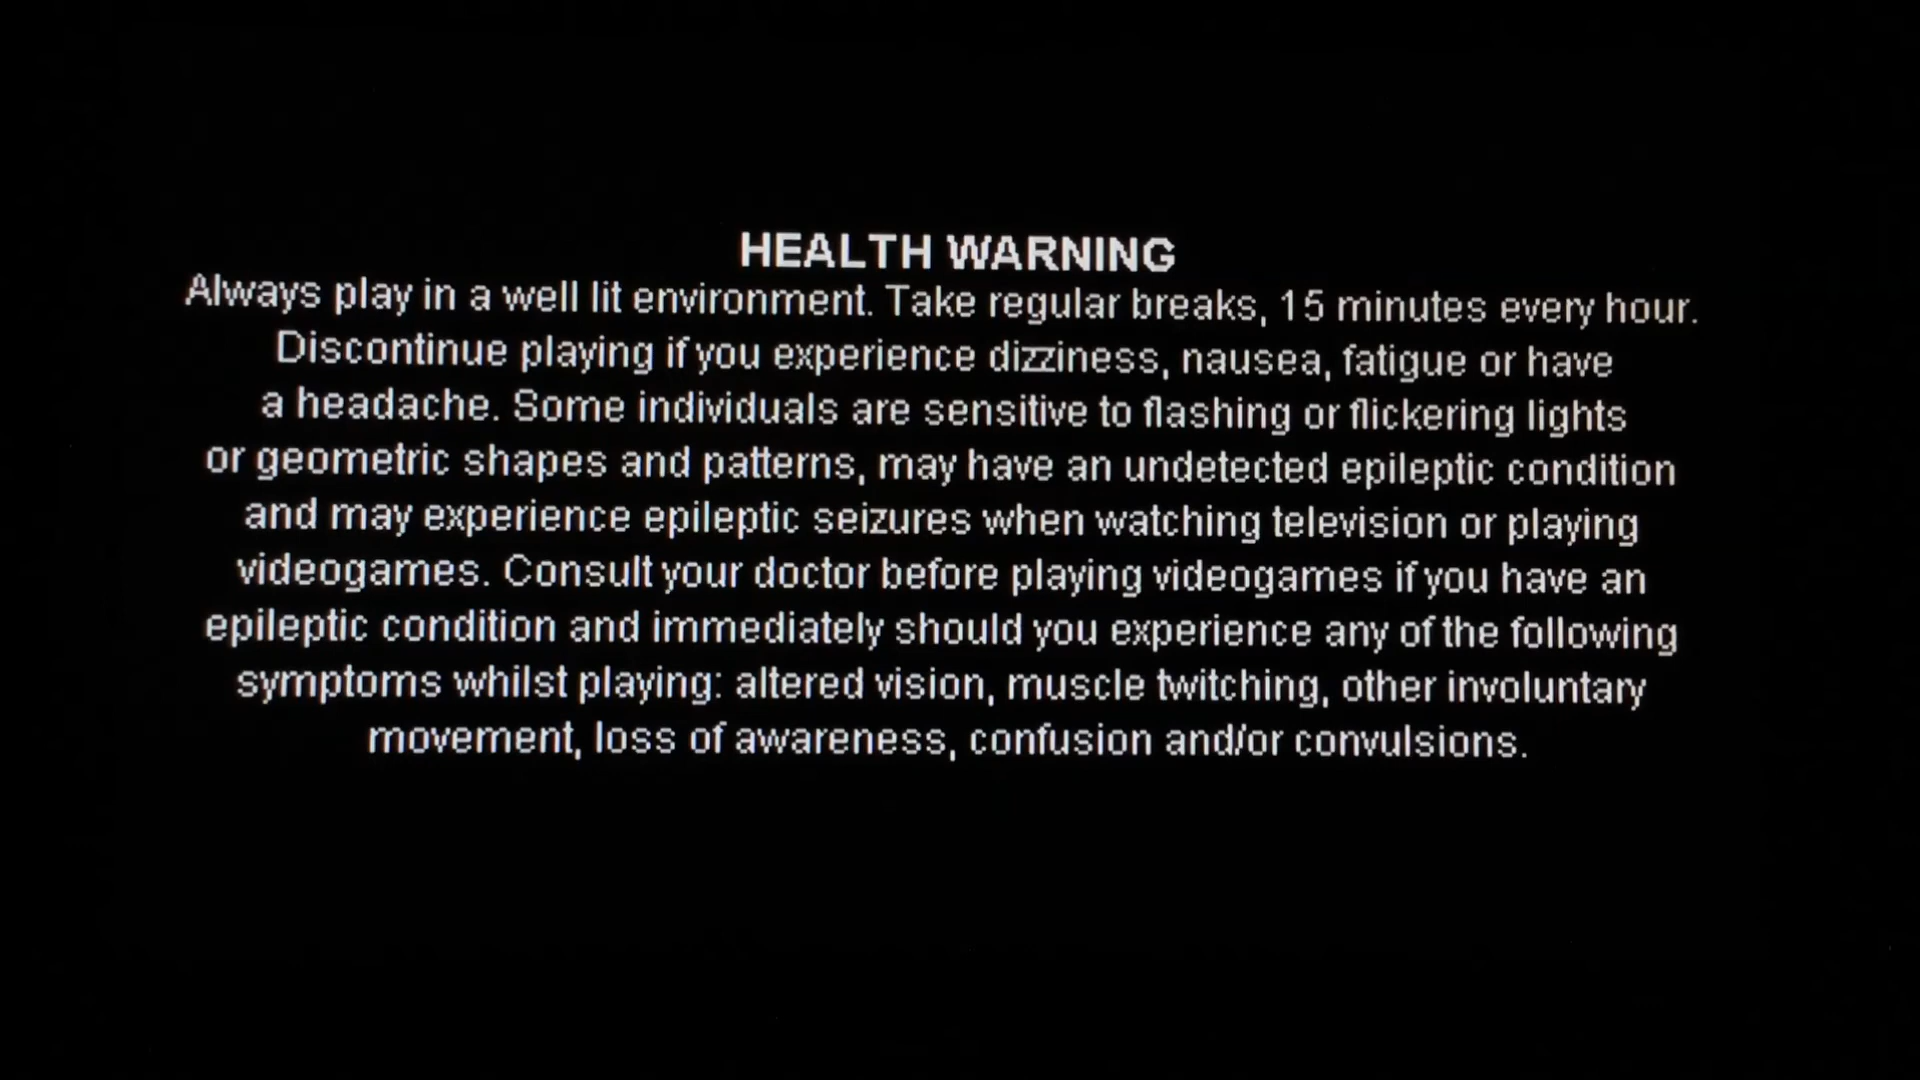 HEALTH WARNING
Always play in a well lit environment. Take regular breaks, 15 minutes every hour.
Discontinue playing if you experience dizziness, nausea, fatigue or have
a headache. Some individuals are sensitive to flashing or flickering lights
or geometric shapes and patterns, may have an undetected epileptic condition
and may experience epileptic seizures when watching television or playing
videogames. Consult your doctor before playing videogames if you have an
epileptic condition and immediately should you experience any of the following
symptoms whilst playing: altered vision, muscle twitching, other involuntary
movement, loss of awareness, confusion and/or convulsions.